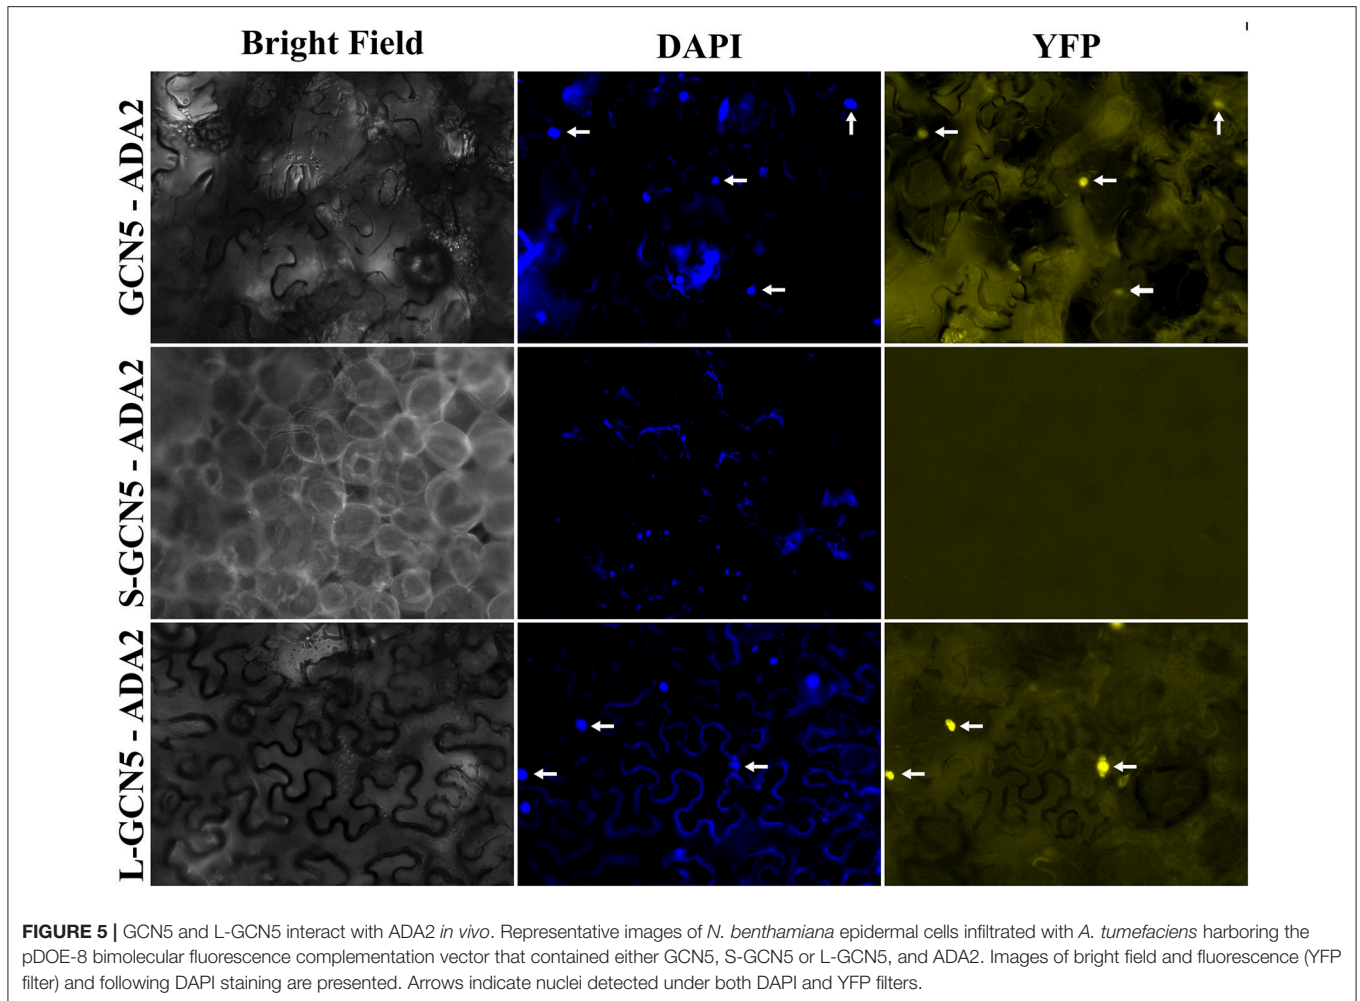 Bright Field DAPI YFP
GCN5 - ADA2
S-GCN5 - ADA2
L-GCN5 - ADA2
FIGURE 5 | GCN5 and L-GCN5 interact with ADA2 in vivo. Representative images of N. benthamiana epidermal cells infiltrated with A. tumefaciens harboring the
pDOE-8 bimolecular fluorescence complementation vector that contained either GCN5, S-GCN5 or L-GCN5, and ADA2. Images of bright field and fluorescence (YFP
filter) and following DAPI staining are presented. Arrows indicate nuclei detected under both DAPI and YFP filters.